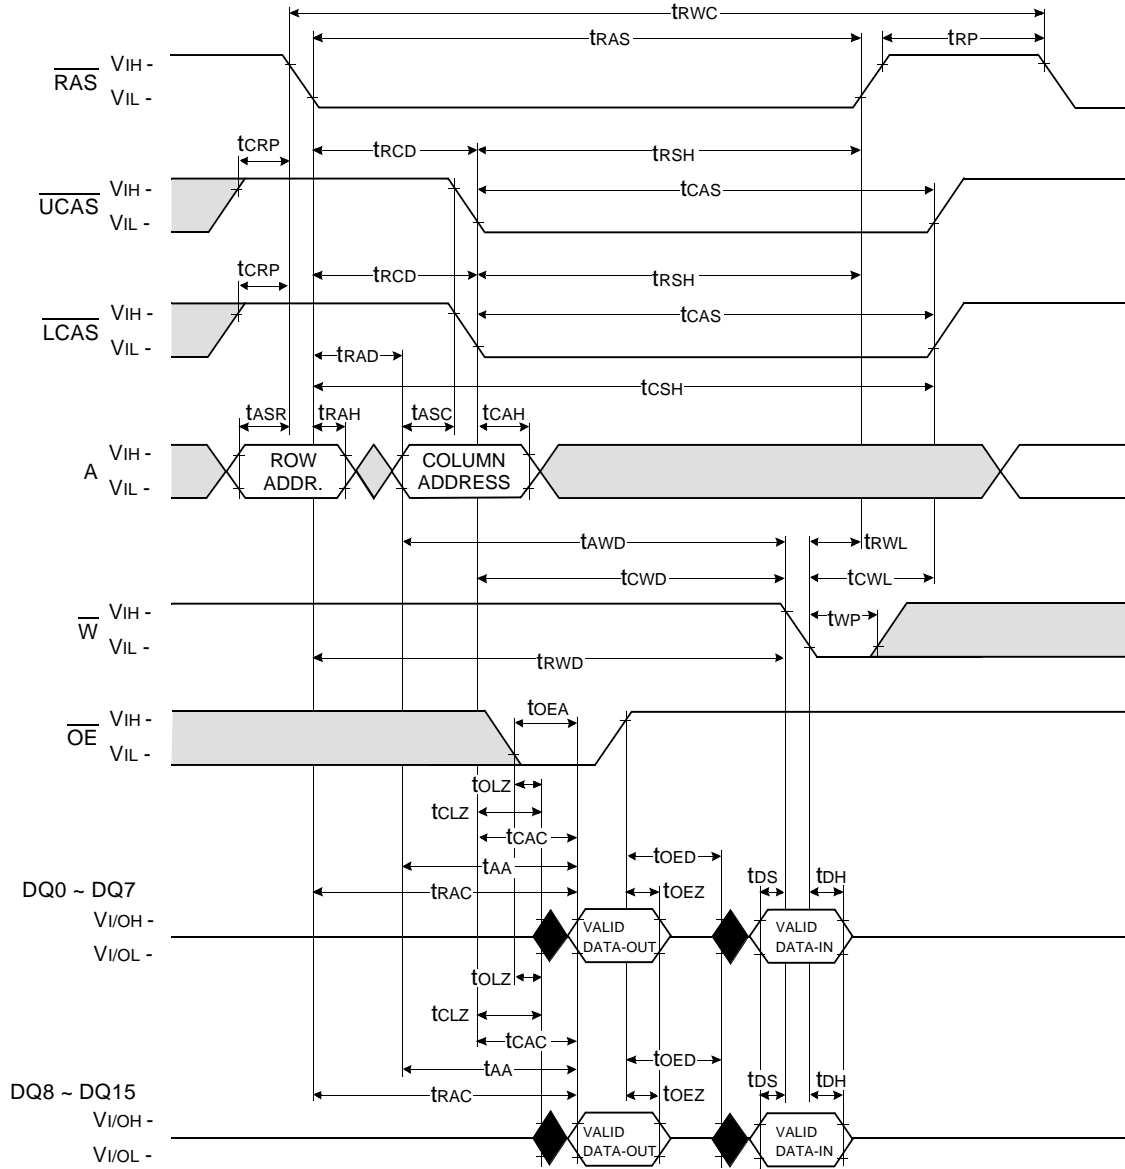 tRWC
tRAS
tRP
RAS
VIH -
VIL -
tCRP
tRCD
tRSH
UCAS
VIH -
VIL -
tCAS
tCRP
tRCD
tRSH
LCAS
VIH -
VIL -
tCAS
tRAD
tCSH
tASR
tRAH
tASC
tCAH
A
VIH -
VIL -
ROW
ADDR.
COLUMN
ADDRESS
tAWD
tRWL
tCWD
tCWL
W
VIH -
VIL -
tWP
tRWD
OE
VIH -
VIL -
tOEA
tOLZ
tCLZ
tCAC
tOED
tAA
DQ0 ~ DQ7
tRAC
tOEZ
tDS
tDH
VI/OH -
VI/OL -
VALID
DATA-OUT
VALID
DATA-IN
tOLZ
tCLZ
tCAC
tOED
tAA
DQ8 ~ DQ15
tRAC
tOEZ
tDS
tDH
VI/OH -
VI/OL -
VALID
DATA-OUT
VALID
DATA-IN